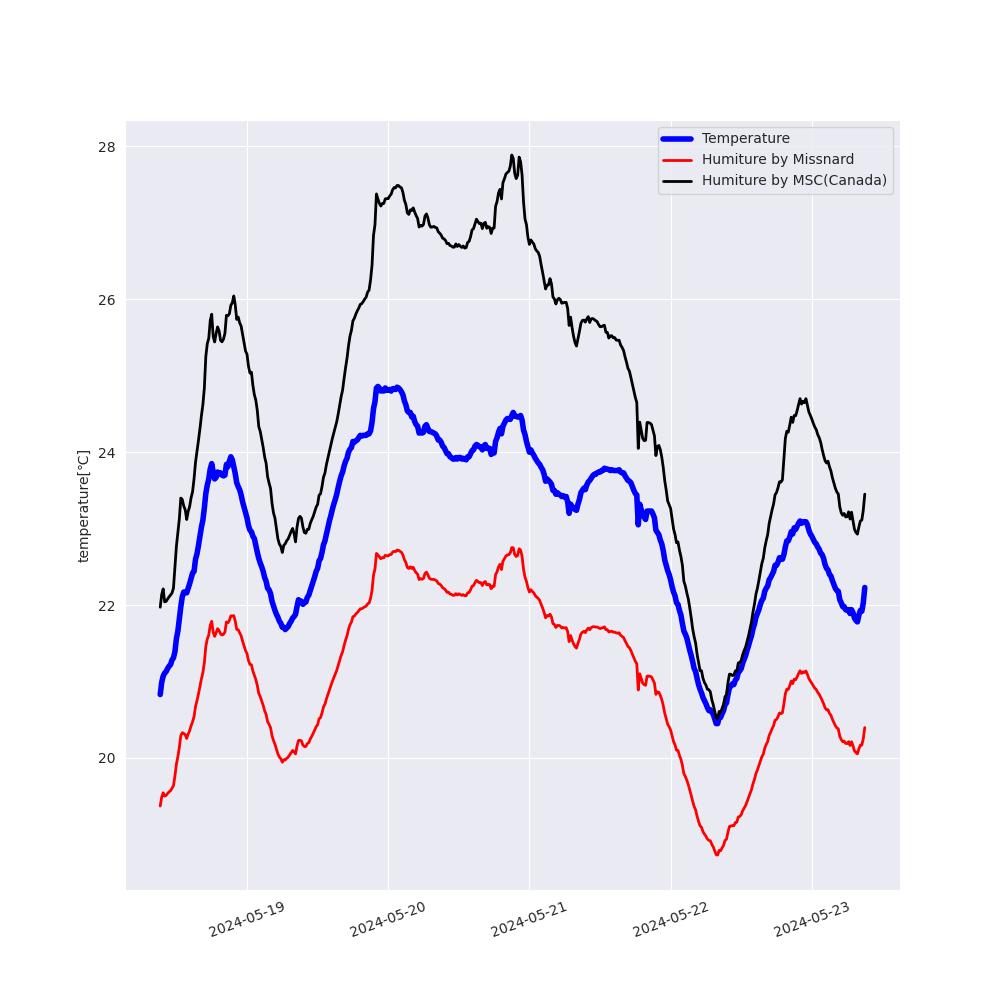 Temperature
Humiture by Missnard
Humiture by MSC(Canada)
28
26
24
22
20
temperature[℃]
2024-05-19
2024-05-20
2024-05-21
2024-05-22
2024-05-23